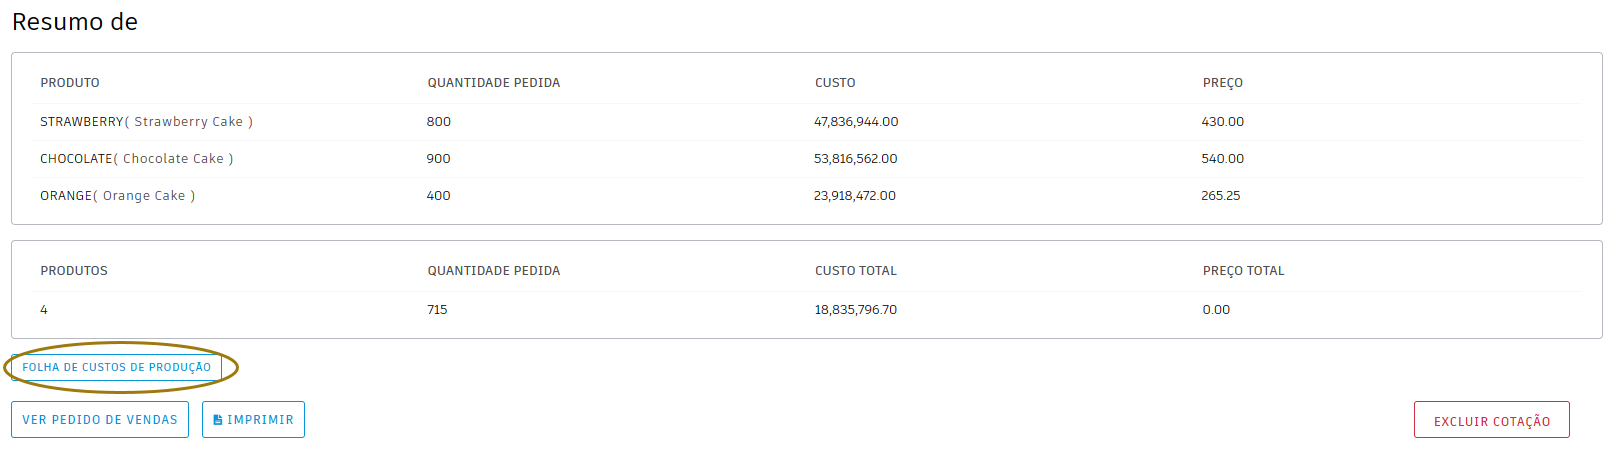 Resumo de
PRODUTO QUANTIDADE PEDIDA CUSTO PREÇO
STRAWBERRY( Strawberry Cake ) 800 47,836,944.00 430.00
CHOCOLATE( Chocolate Cake ) 900 53,816,562.00 540.00
ORANGE( Orange Cake ) 400 23,918,472.00 265.25
PRODUTOS QUANTIDADE PEDIDA CUSTO TOTAL PREÇO TOTAL
4 715 18,835,796.70 0.00
FOLHA DE CUSTOS DE PRODUÇÃO
VER PEDIDO DE VENDAS IMPRIMIR EXCLUIR COTAÇÃO